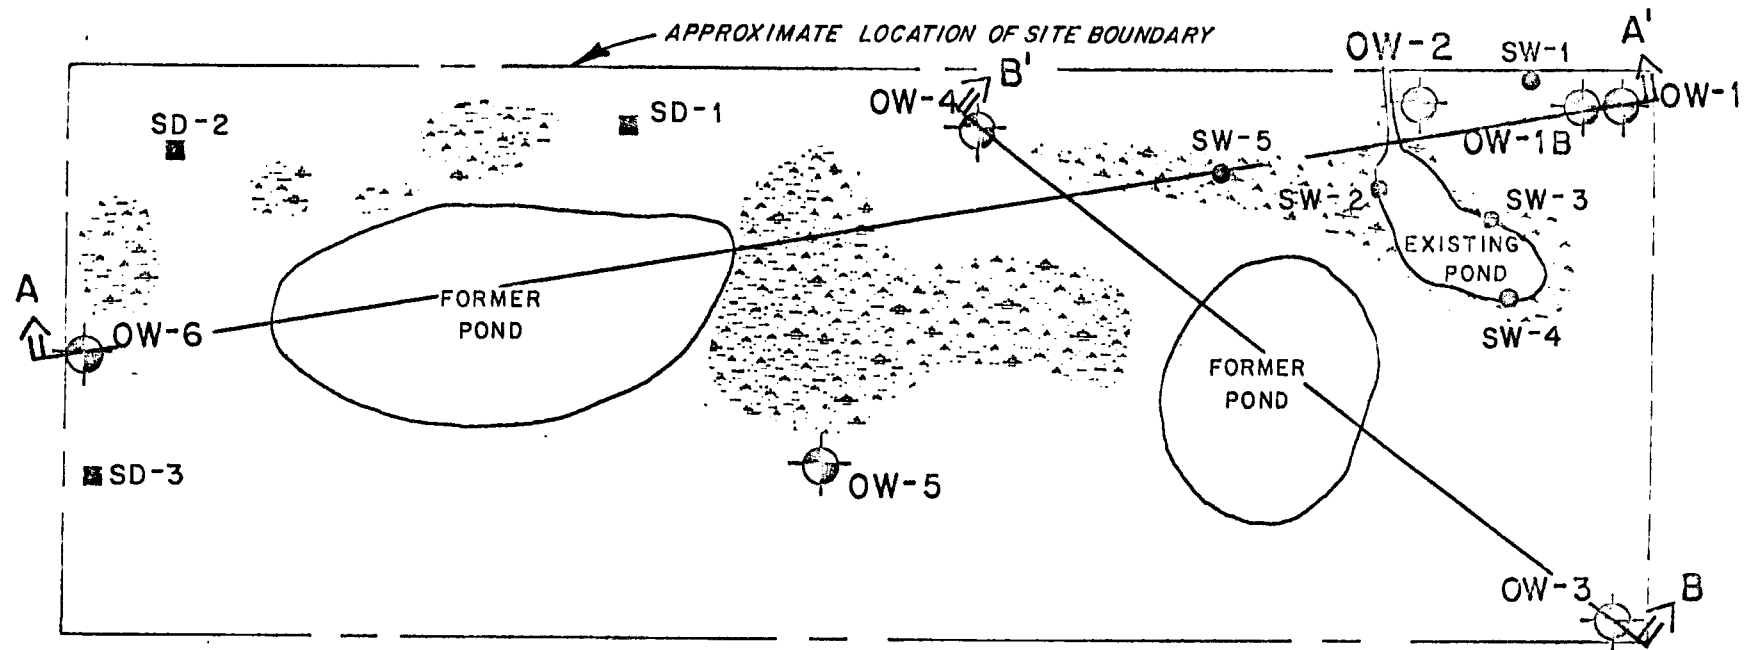 APPROXIMATE LOCATION OF SITE BOUNDARY
A'
OW-2
SW-1
B'
OW-4
OW-1
SD-1
SD-2
SW-5
OW-1B
SW-2
SW-3
EXISTING
POND
A
FORMER
POND
OW-6
SW-4
FORMER
POND
SD-3
OW-5
OW-3
B